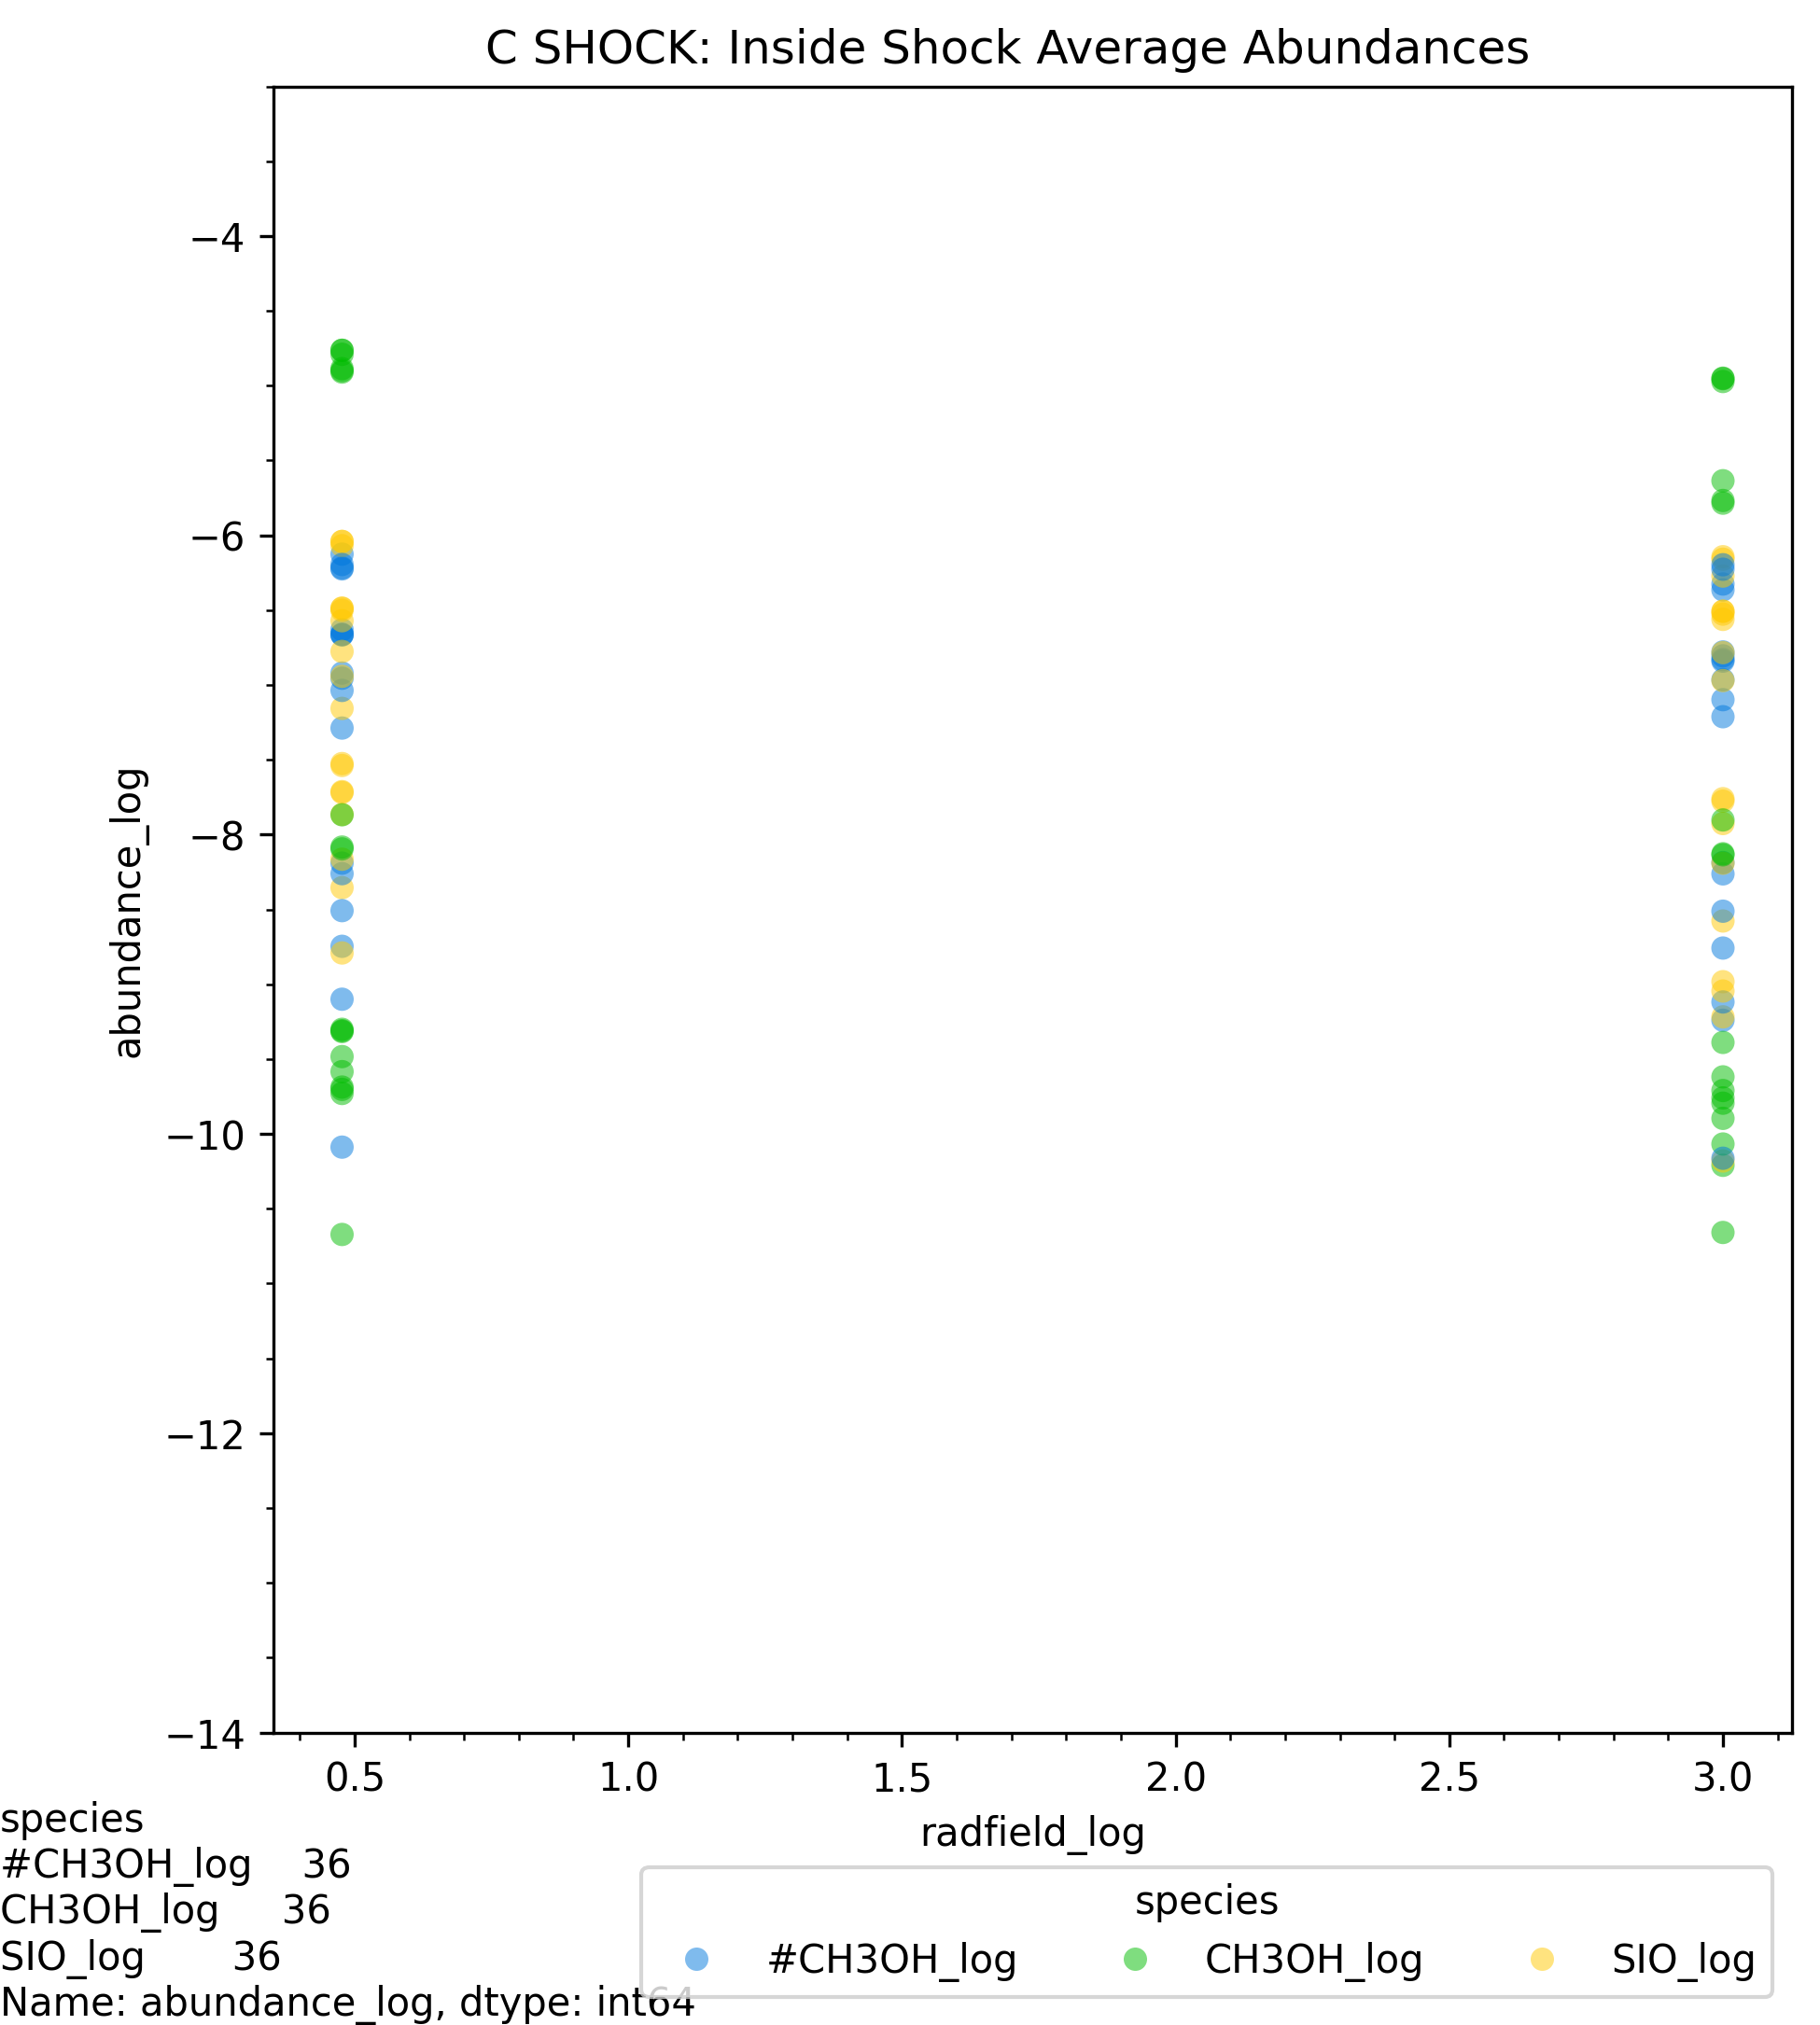 C SHOCK: Inside Shock Average Abundances
−4
−6
−8
−10
−12
−14
abundance_log
0.5 1.0 1.5 2.0 2.5 3.0
radfield_log
species
#CH3OH_log 36
CH3OH_log 36
SIO_log 36
Name: abundance_log, dtype: int64
species
#CH3OH_log CH3OH_log SIO_log